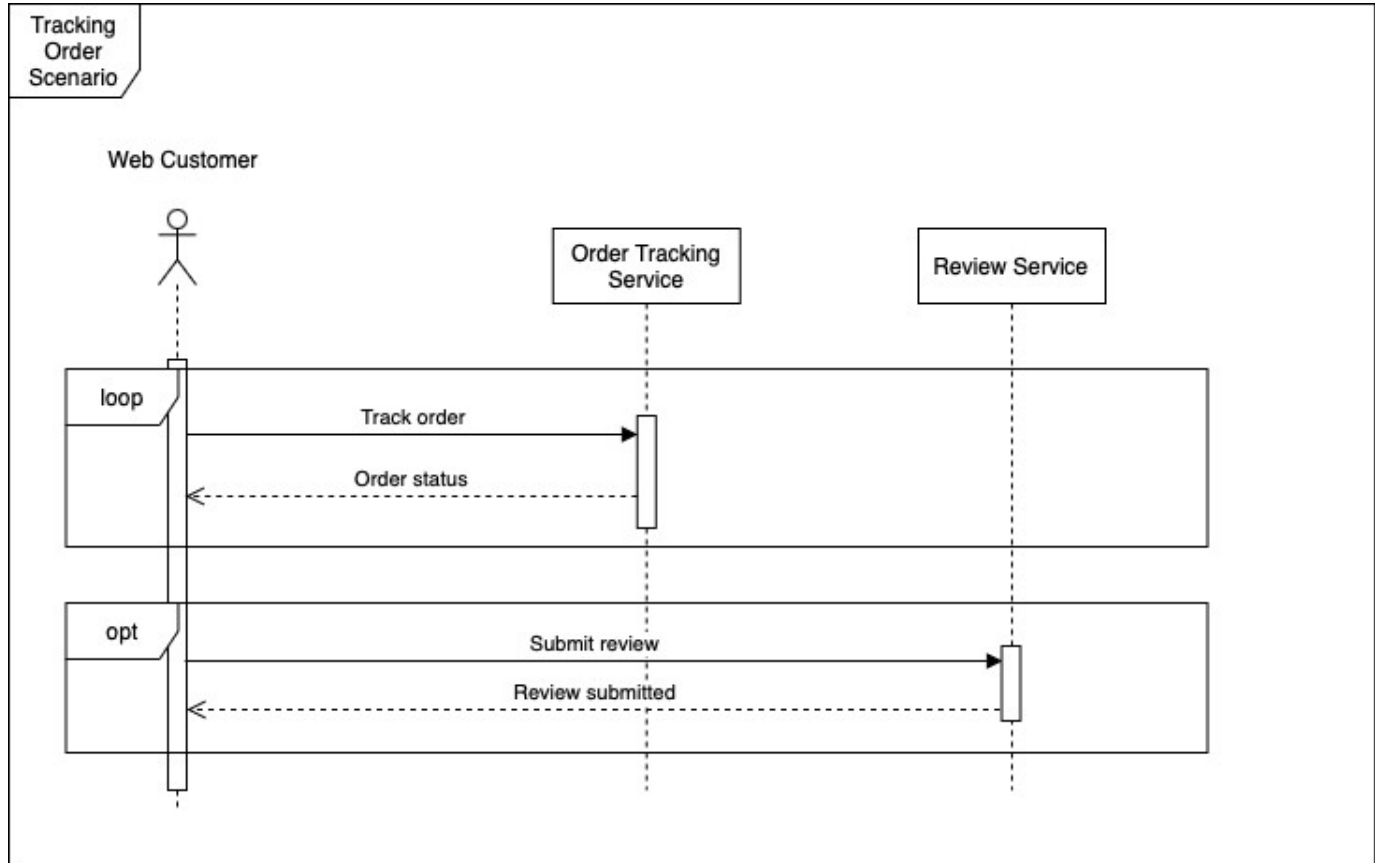 Tracking
Order
Scenario
Web Customer
Order Tracking
Service
Review Service
loop
Track order
Order status
opt
Submit review
Review submitted